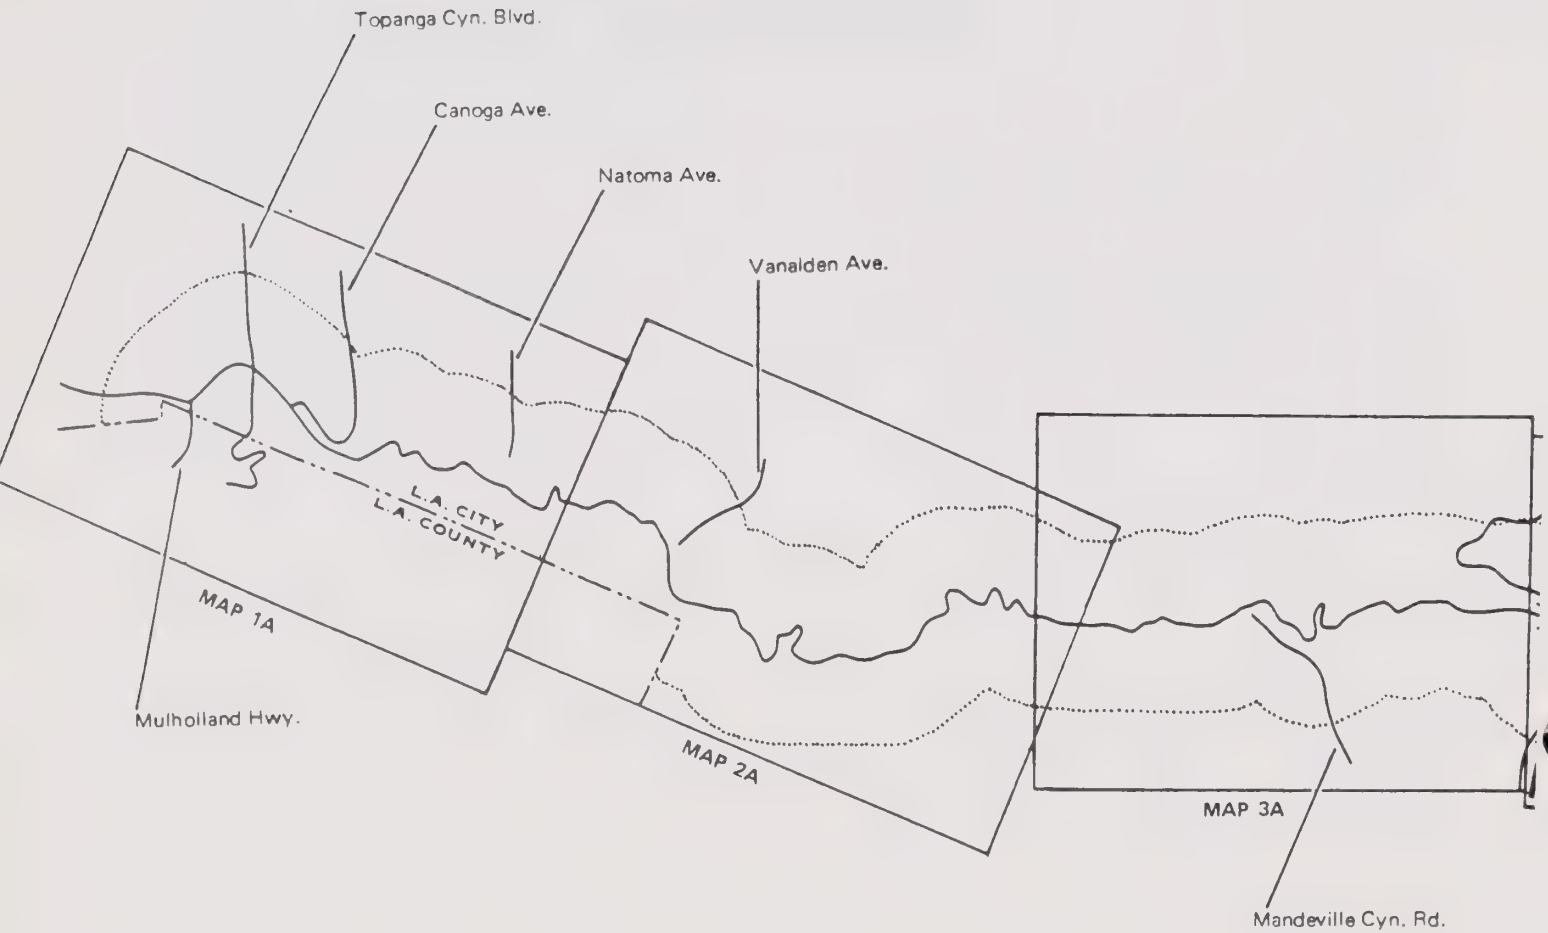 Topanga Cyn. Blvd.
Canoga Ave.
Natoma Ave.
Vanalden Ave.
L.A. CITY
L.A. COUNTY
MAP 1A
Mulholland Hwy.
MAP 2A
MAP 3A
Mandeville Cyn. Rd.